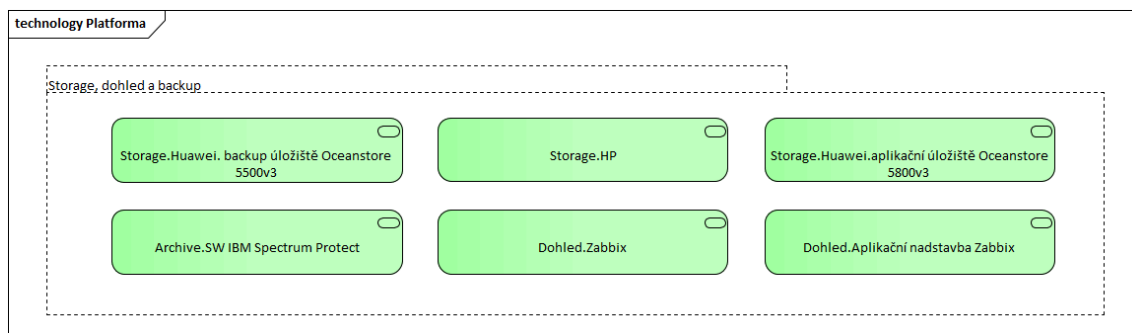 technology Platforma
Storage, dohled a backup
Storage.Huawei. backup úložiště Oceanstore
5500v3
Storage.HP
Storage.Huawei.aplikační úložiště Oceanstore
5800v3
Archive.SW IBM Spectrum Protect
Dohled.Zabbix
Dohled.Aplikační nadstavba Zabbix